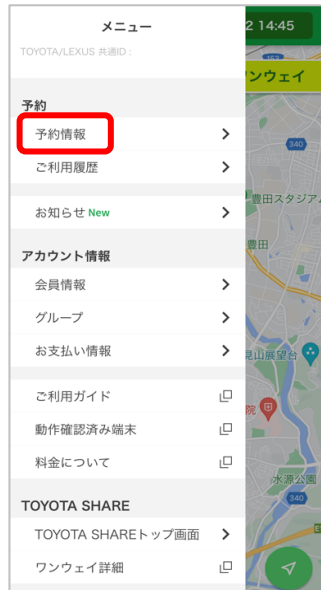 メニュー
2 14:45
TOYOTA/LEXUS 共通ID :
ワンウェイ
予約
予約情報
340
ご利用履歴
豊田スタジア
お知らせ New
豊田
アカウント情報
会員情報
グループ
お支払い情報
見山展望台
ご利用ガイド
院
動作確認済み端末
料金について
水源公園
340
TOYOTA SHARE
TOYOTA SHAREトップ画面
ワンウェイ詳細